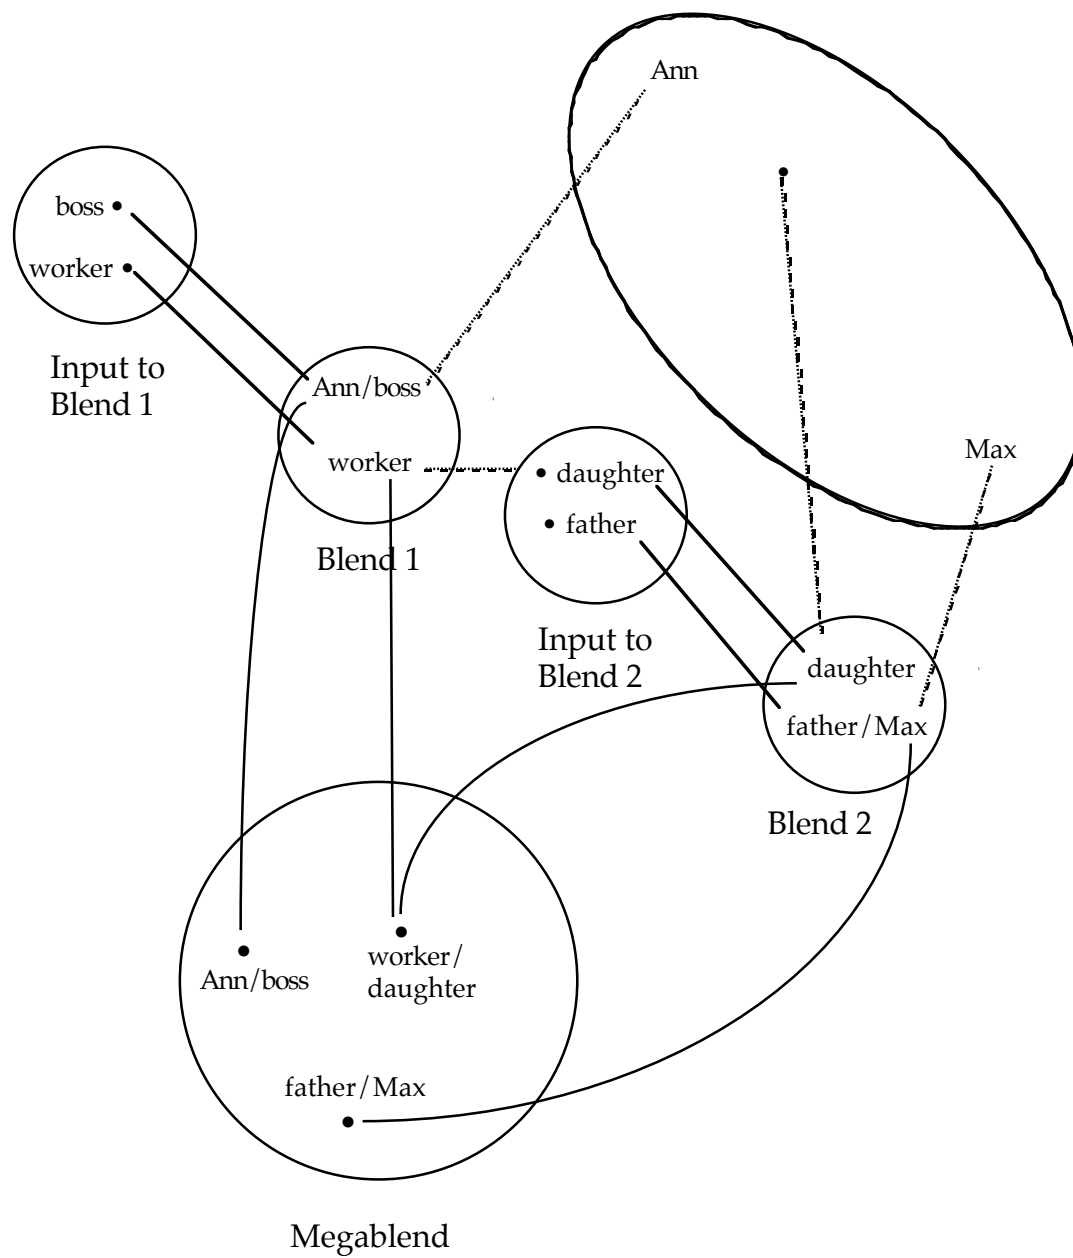 Ann
boss
worker
Input to
Blend 1
Ann/boss
worker
Blend 1
Max
daughter
father
Input to
Blend 2
daughter
father/Max
Blend 2
Ann/boss
worker/
daughter
father/Max
Megablend